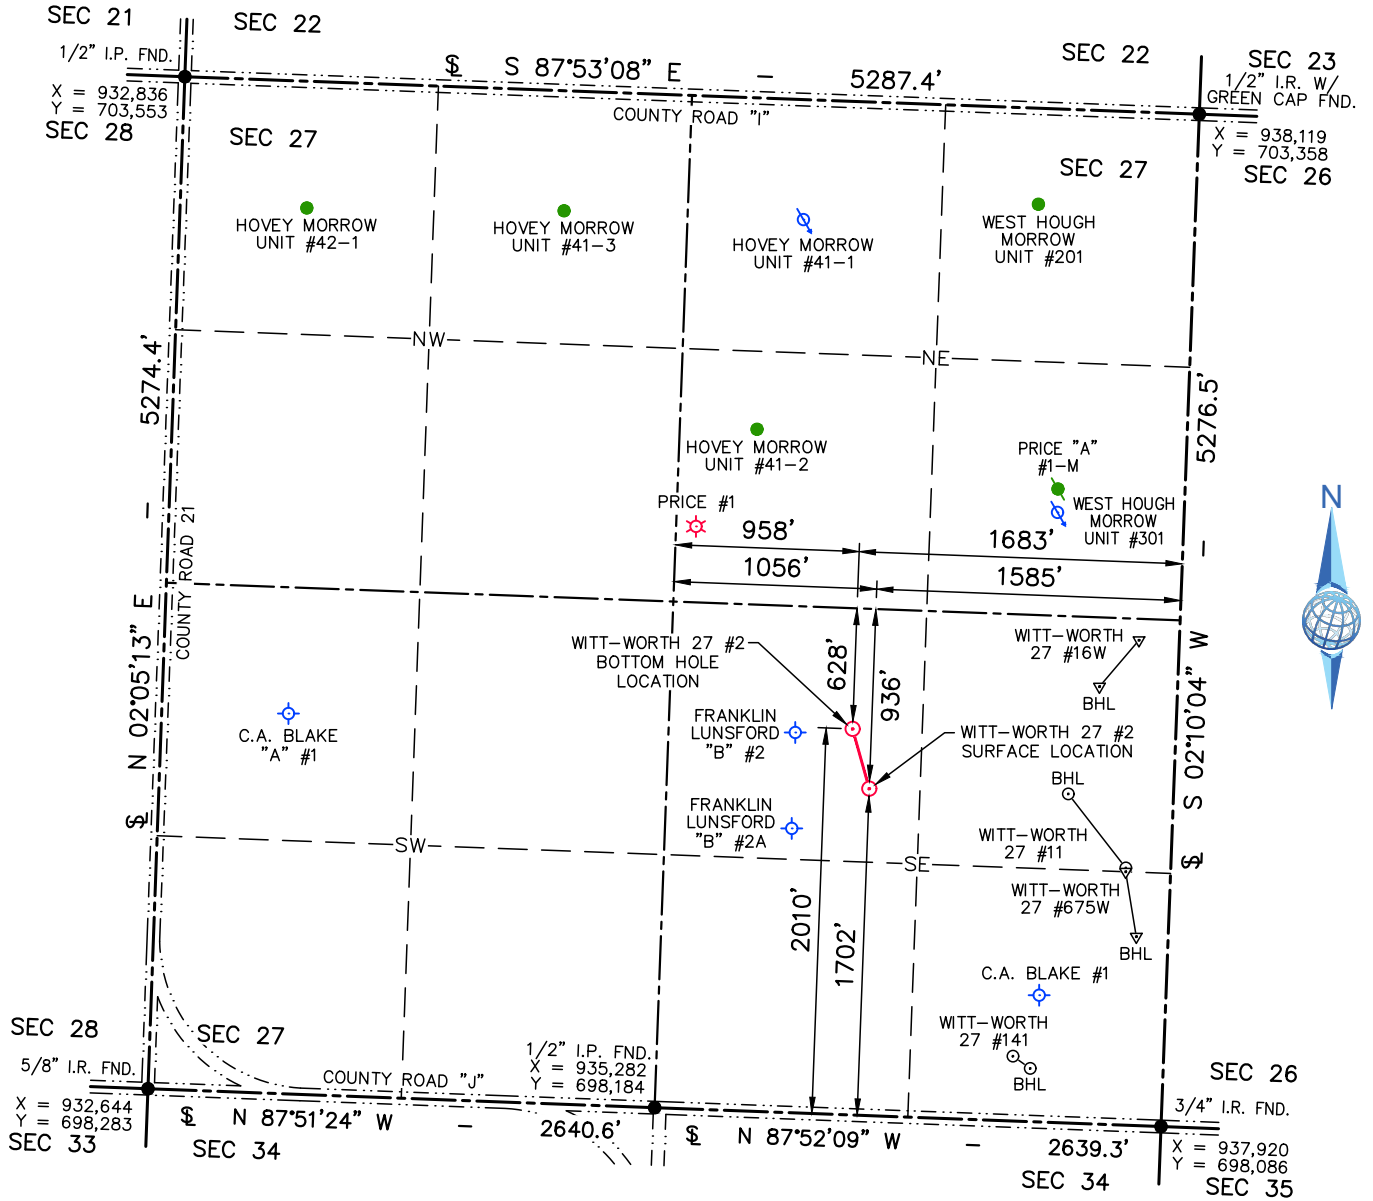 SEC 21
SEC 22
SEC 22
SEC 23
1/2" I.P. FND.
X = 932,836
Y = 703,553
SEC 28
S 87°53'08" E – 5287.4'
COUNTY ROAD "I"
1/2" I.R. W/
GREEN CAP FND.
X = 938,119
Y = 703,358
SEC 26
SEC 27
SEC 27
HOVEY MORROW
UNIT #42-1
HOVEY MORROW
UNIT #41-3
HOVEY MORROW
UNIT #41-1
WEST HOUGH
MORROW
UNIT #201
NW
NE
N 02°05'13" E – 5274.4'
COUNTY ROAD 21
S 02°10'04" W – 5276.5'
HOVEY MORROW
UNIT #41-2
PRICE "A"
#1-M
WEST HOUGH
MORROW
UNIT #301
PRICE #1
N
958'
1683'
1056'
1585'
WITT-WORTH 27 #2
BOTTOM HOLE
LOCATION
628'
936'
WITT-WORTH
27 #16W
BHL
C.A. BLAKE
"A" #1
FRANKLIN
LUNSFORD
"B" #2
WITT-WORTH 27 #2
SURFACE LOCATION
FRANKLIN
LUNSFORD
"B" #2A
BHL
WITT-WORTH
27 #11
SW
SE
WITT-WORTH
27 #675W
BHL
2010'
1702'
C.A. BLAKE #1
WITT-WORTH
27 #141
BHL
SEC 28
SEC 27
5/8" I.R. FND.
X = 932,644
Y = 698,283
SEC 33
COUNTY ROAD "J"
1/2" I.P. FND.
X = 935,282
Y = 698,184
N 87°51'24" W – 2640.6'
SEC 34
N 87°52'09" W – 2639.3'
SEC 34
SEC 26
3/4" I.R. FND.
X = 937,920
Y = 698,086
SEC 35